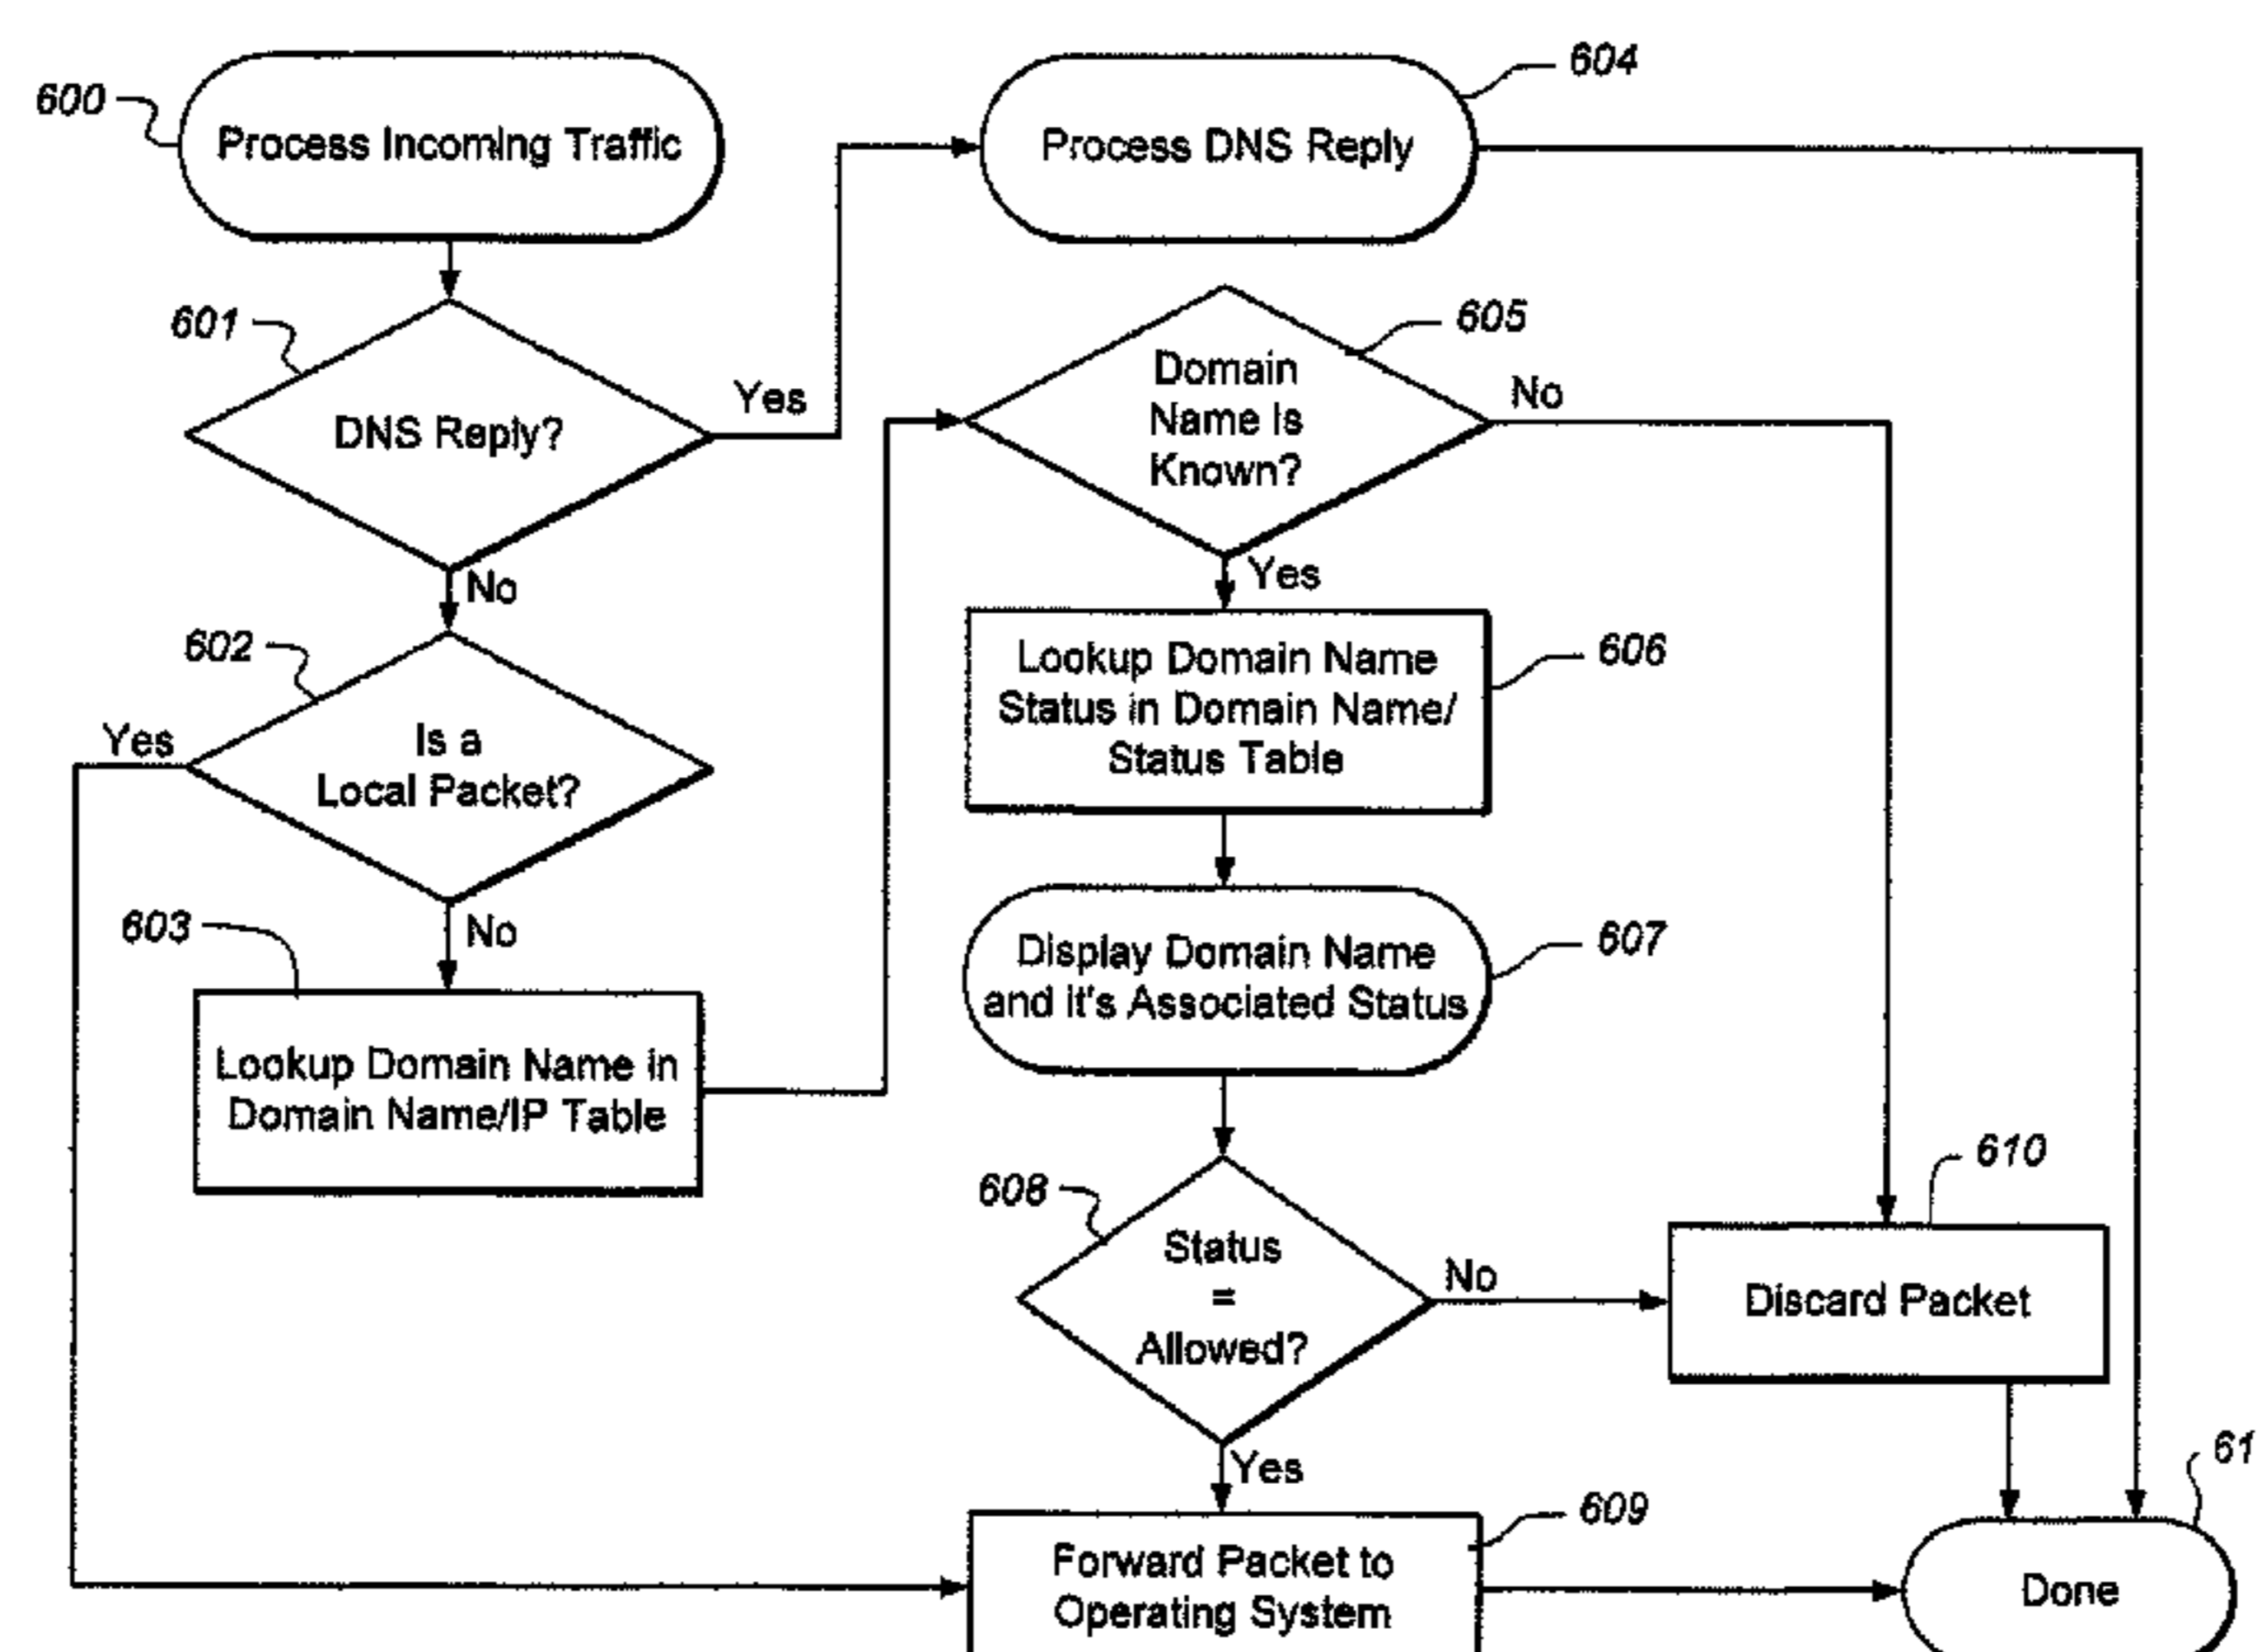 600
Process Incoming Traffic
604
Process DNS Reply
601
DNS Reply?
Yes
No
605
Domain
Name Is
Known?
No
Yes
602
Is a
Local Packet?
Yes
No
606
Lookup Domain Name
Status in Domain Name/
Status Table
603
Lookup Domain Name in
Domain Name/IP Table
607
Display Domain Name
and it's Associated Status
608
Status
=
Allowed?
No
Yes
610
Discard Packet
609
Forward Packet to
Operating System
61
Done